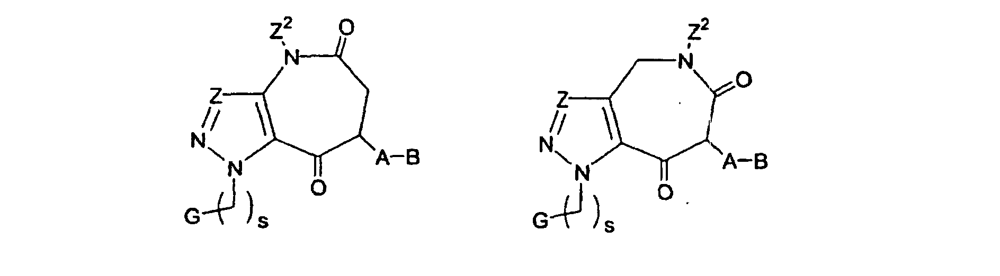 Z² O Z²
N N
O
Z Z
N N
A–B A–B
N N
O O
G ( )s G ( )s